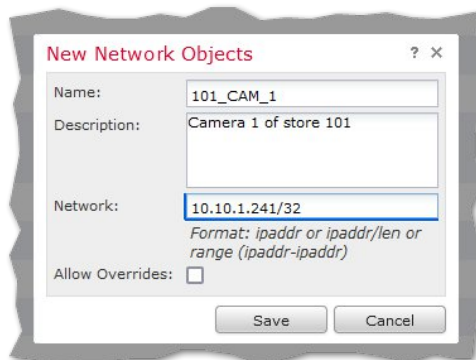 New Network Objects ? ×
Name: 101_CAM_1
Description: Camera 1 of store 101
Network: 10.10.1.241/32
Format: ipaddr or ipaddr/len or
range (ipaddr-ipaddr)
Allow Overrides:
Save Cancel